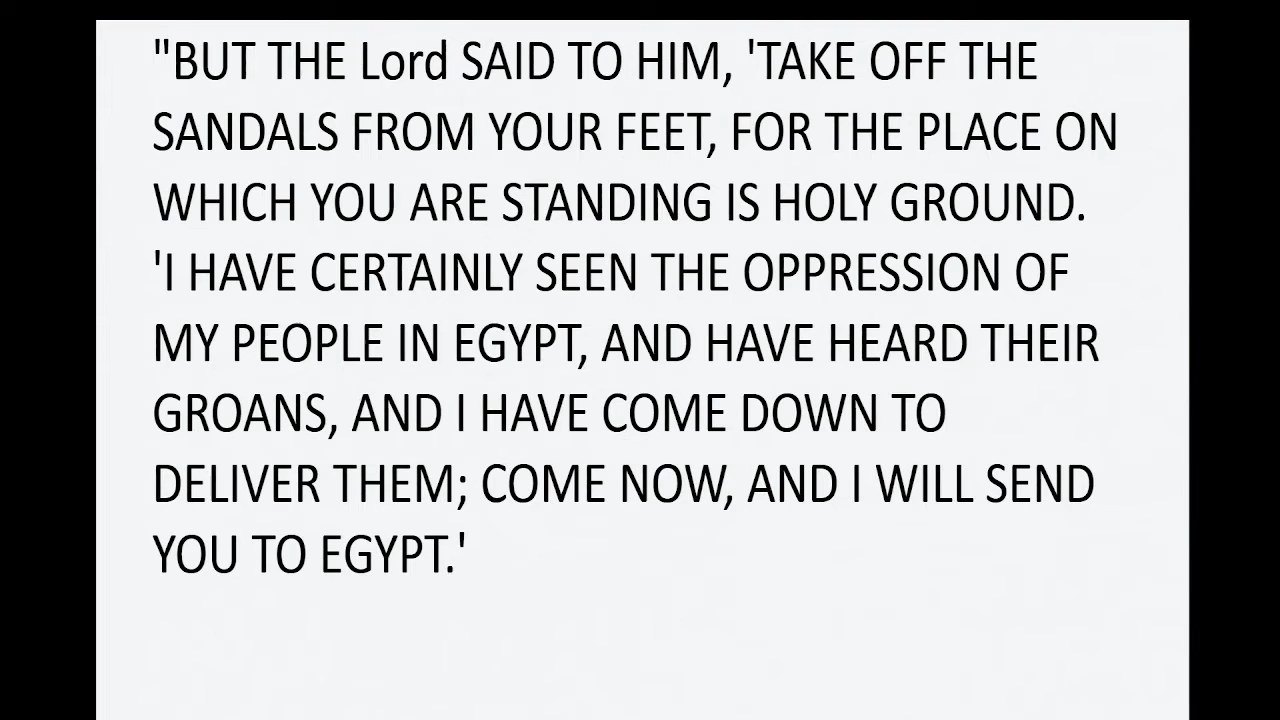 "BUT THE Lord SAID TO HIM, 'TAKE OFF THE
SANDALS FROM YOUR FEET, FOR THE PLACE ON
WHICH YOU ARE STANDING IS HOLY GROUND.
'I HAVE CERTAINLY SEEN THE OPPRESSION OF
MY PEOPLE IN EGYPT, AND HAVE HEARD THEIR
GROANS, AND I HAVE COME DOWN TO
DELIVER THEM; COME NOW, AND I WILL SEND
YOU TO EGYPT.'